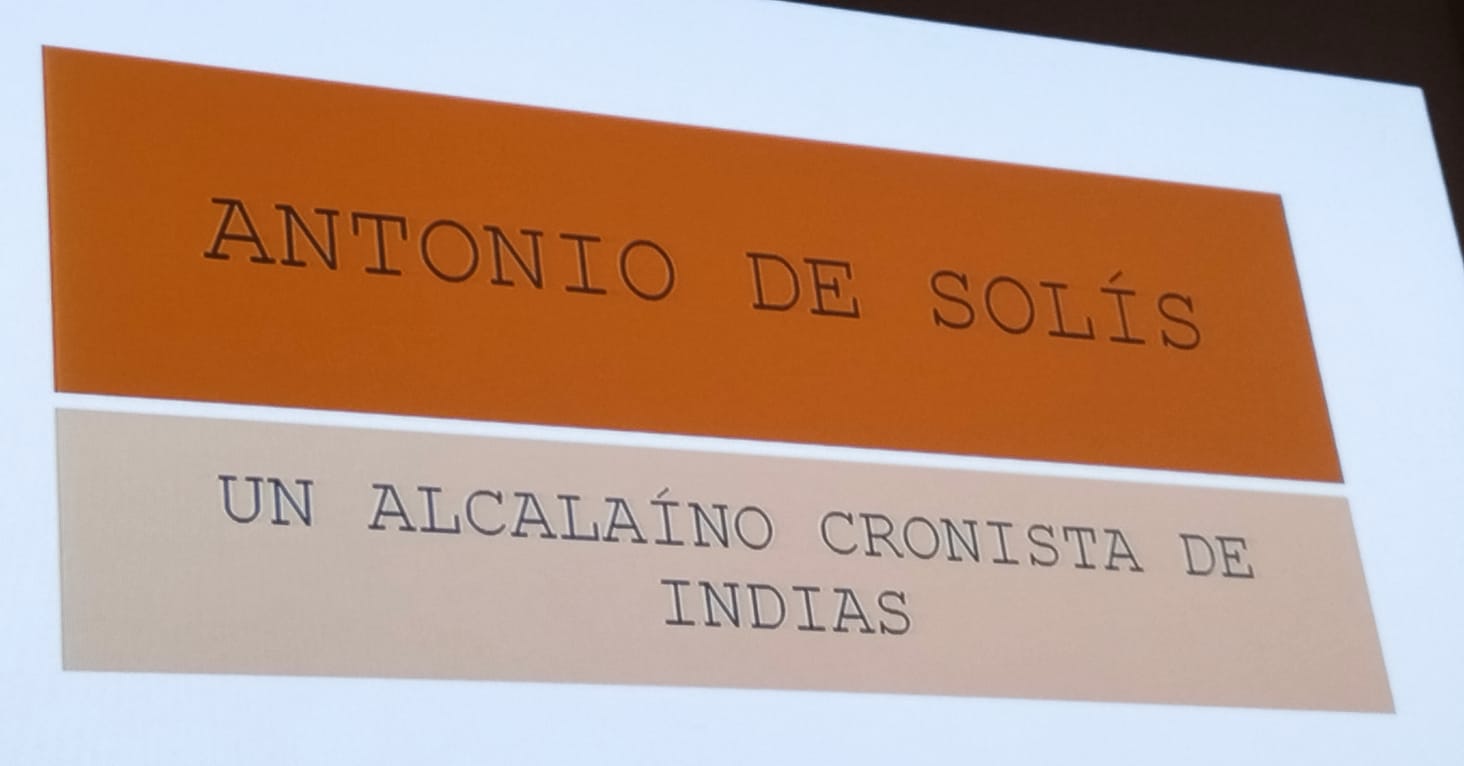 ANTONIO DE SOLÍS
UN ALCALAÍNO CRONISTA DE
INDIAS